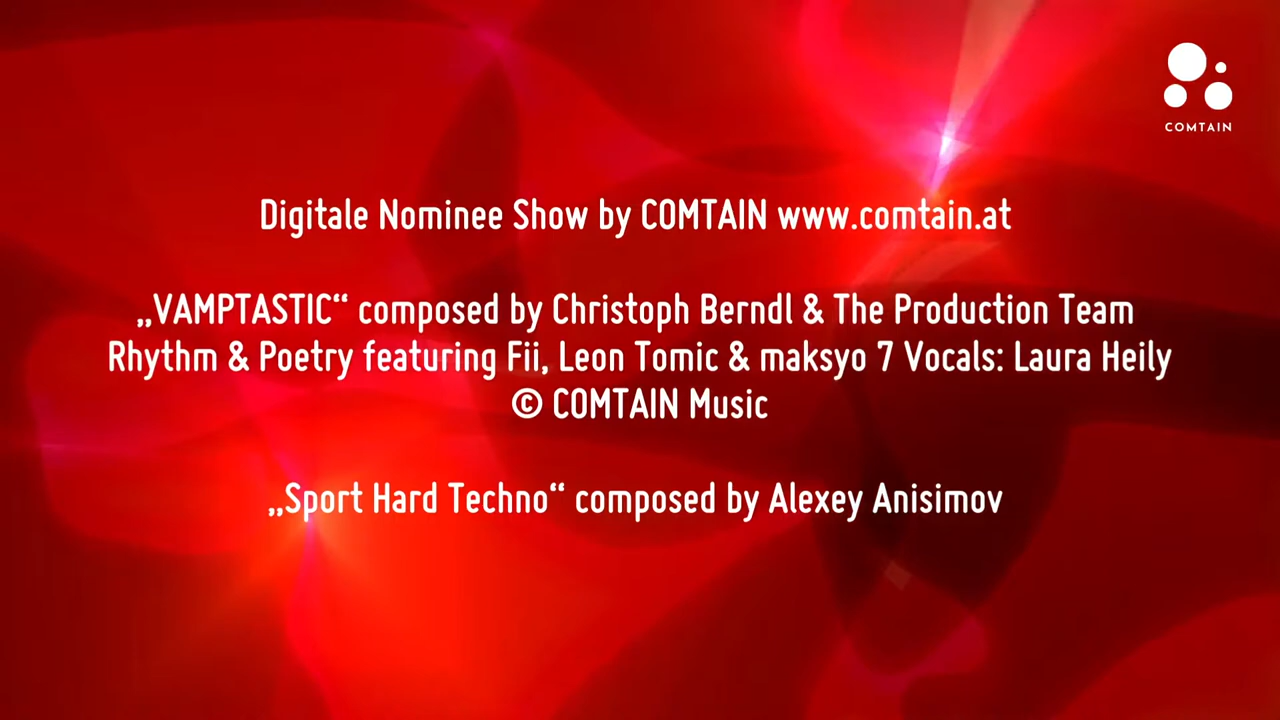 COMTAIN
Digitale Nominee Show by COMTAIN www.comtain.at
„VAMPTASTIC“ composed by Christoph Berndl & The Production Team
Rhythm & Poetry featuring Fii, Leon Tomic & maksyo 7 Vocals: Laura Heily
© COMTAIN Music
„Sport Hard Techno“ composed by Alexey Anisimov